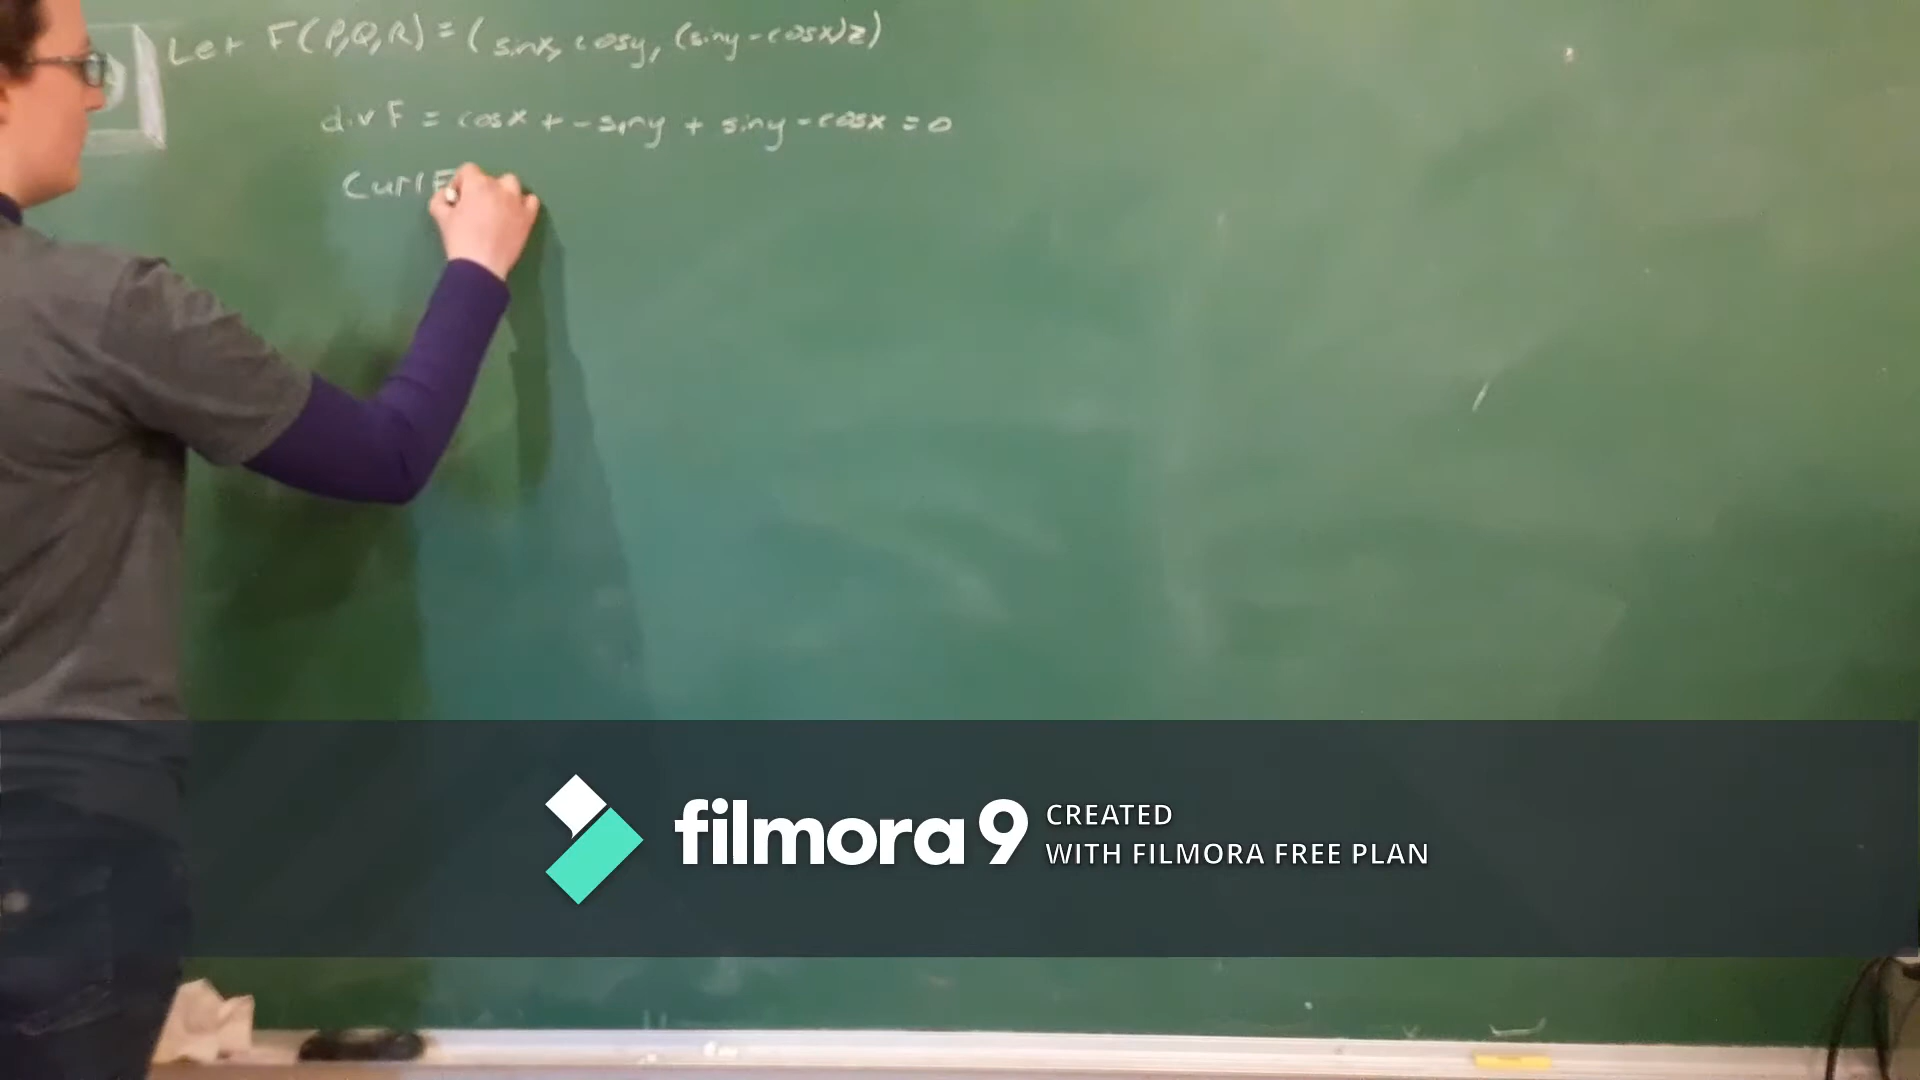 Let F(P,Q,R) = (sinx, cosy, (siny-cosx)z)
div F = cosx + -siny + siny - cosx = 0
Curl F
filmora 9
CREATED
WITH FILMORA FREE PLAN